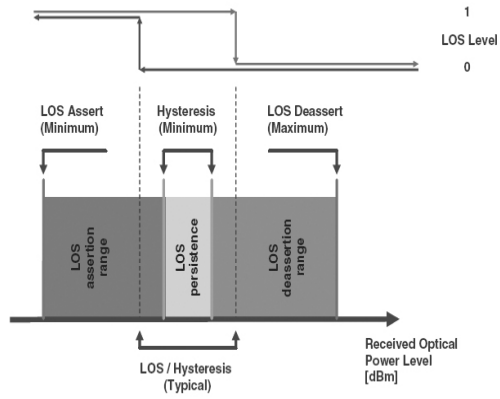 1
LOS Level
0
LOS Assert
(Minimum)
Hysteresis
(Minimum)
LOS Deassert
(Maximum)
LOS
assertion
range
LOS
persistence
LOS
deassertion
range
LOS / Hysteresis
(Typical)
Received Optical
Power Level
[dBm]